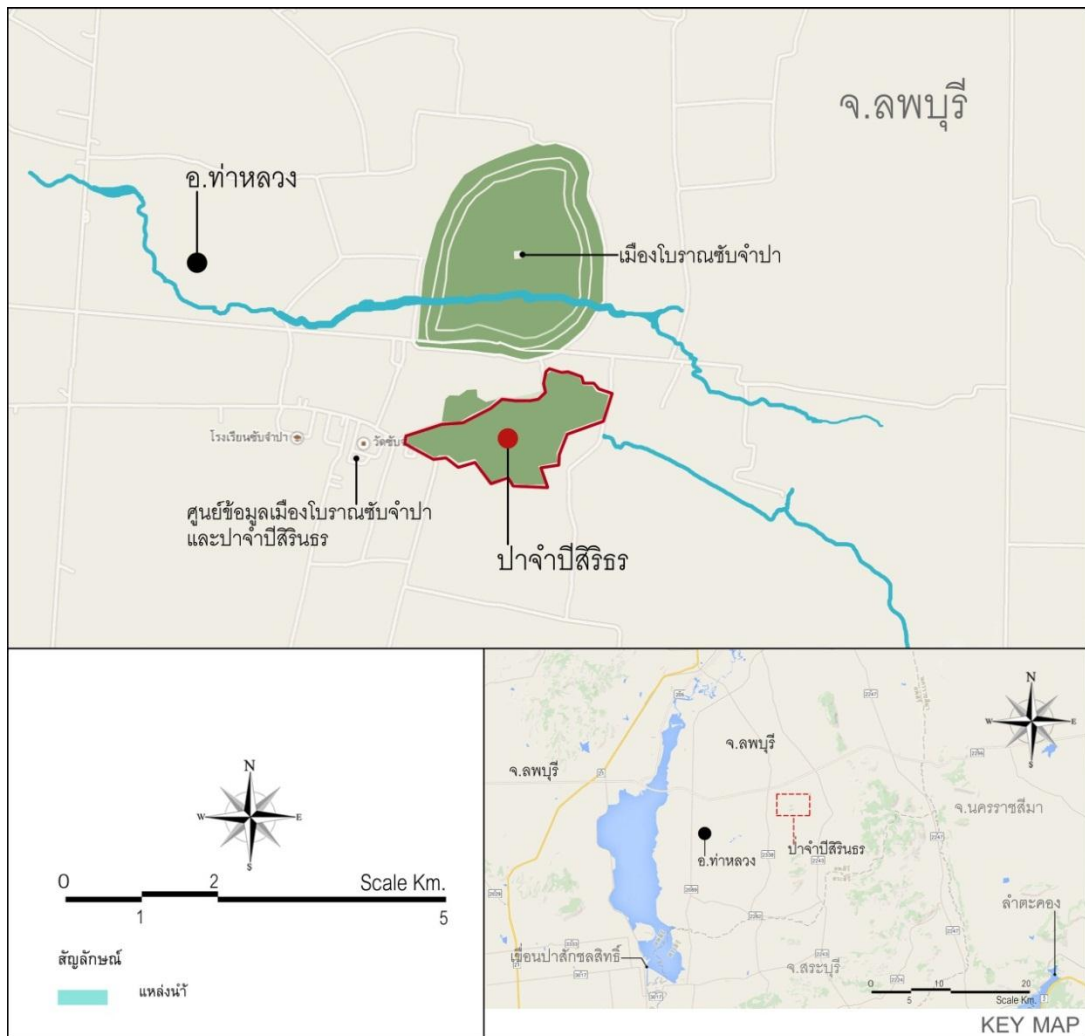 จ.ลพบุรี
อ.ท่าหลวง
เมืองโบราณซับจำปา
โรงเรียนซับจำปา
วัดซับ
ศูนย์ข้อมูลเมืองโบราณซับจำปา
และป่าจำปีสิรินธร
ป่าจำปีสิริธร
N
W
E
S
0
2
Scale Km.
1
5
สัญลักษณ์
แหล่งน้ำ
N
W
E
S
จ.ลพบุรี
จ.ลพบุรี
จ.นครราชสีมา
อ.ท่าหลวง
ป่าจำปีสิรินธร
ลำตะคอง
เขื่อนป่าสักชลสิทธิ์
จ.สระบุรี
0
10
20
5
Scale Km.
KEY MAP